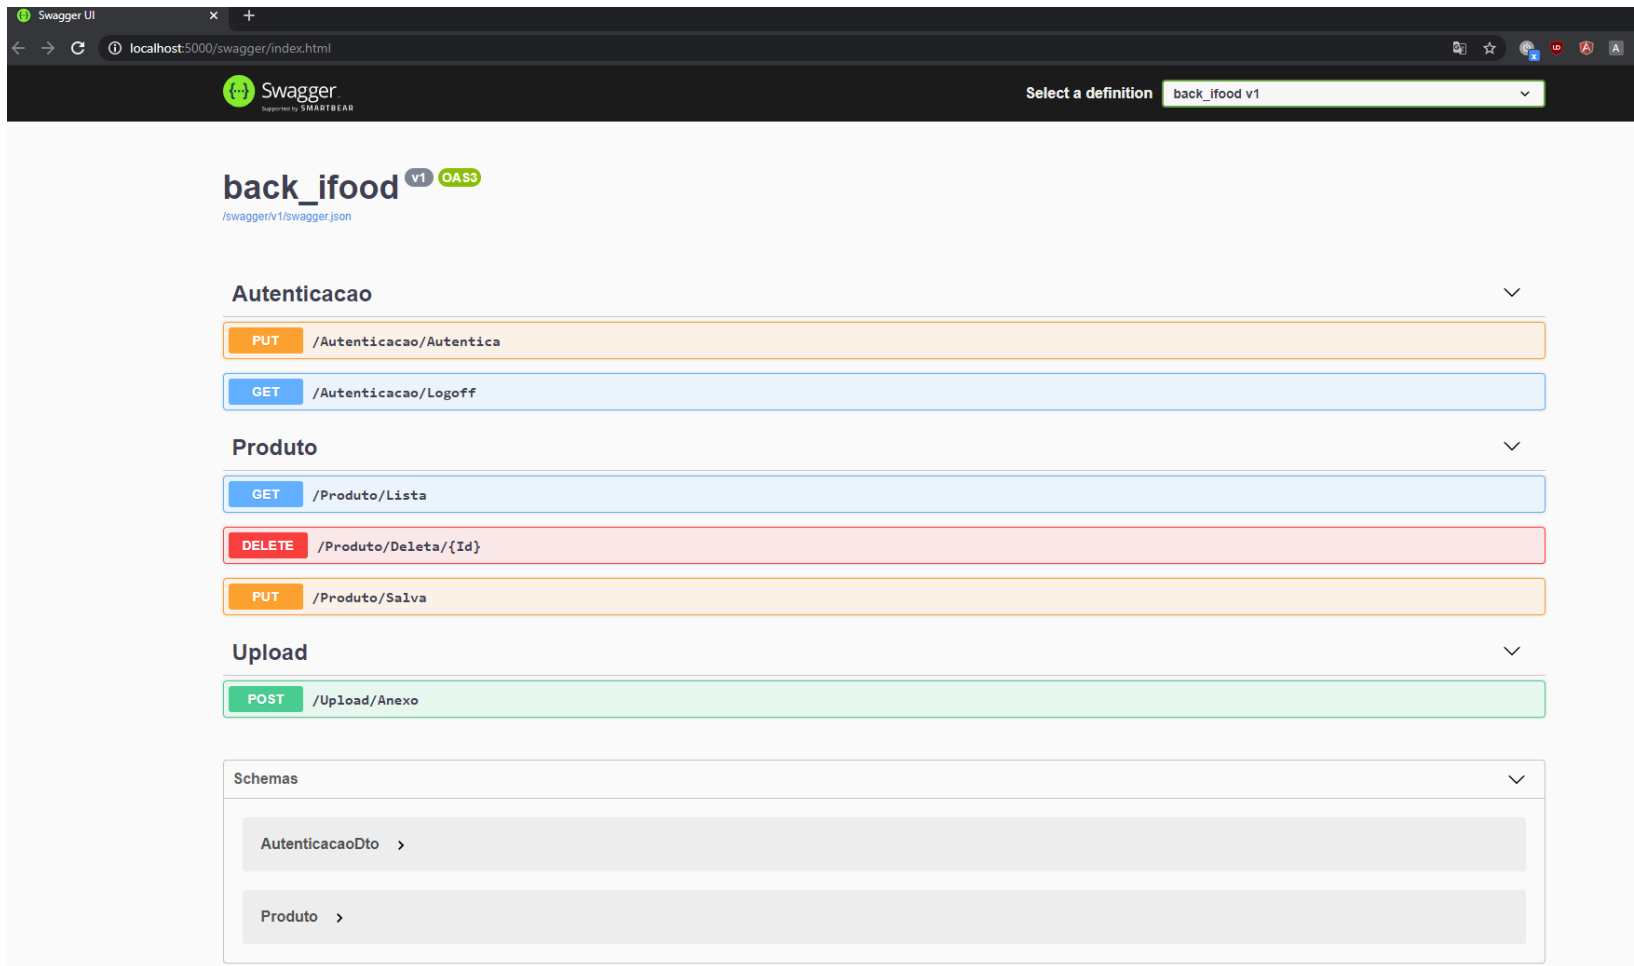 Swagger UI
localhost:5000/swagger/index.html
Swagger
Supported by SMARTBEAR
Select a definition
back_ifood v1
back_ifood v1 OAS3
/swagger/v1/swagger.json
Autenticacao
PUT /Autenticacao/Autentica
GET /Autenticacao/Logoff
Produto
GET /Produto/Lista
DELETE /Produto/Deleta/{Id}
PUT /Produto/Salva
Upload
POST /Upload/Anexo
Schemas
AutenticacaoDto
Produto